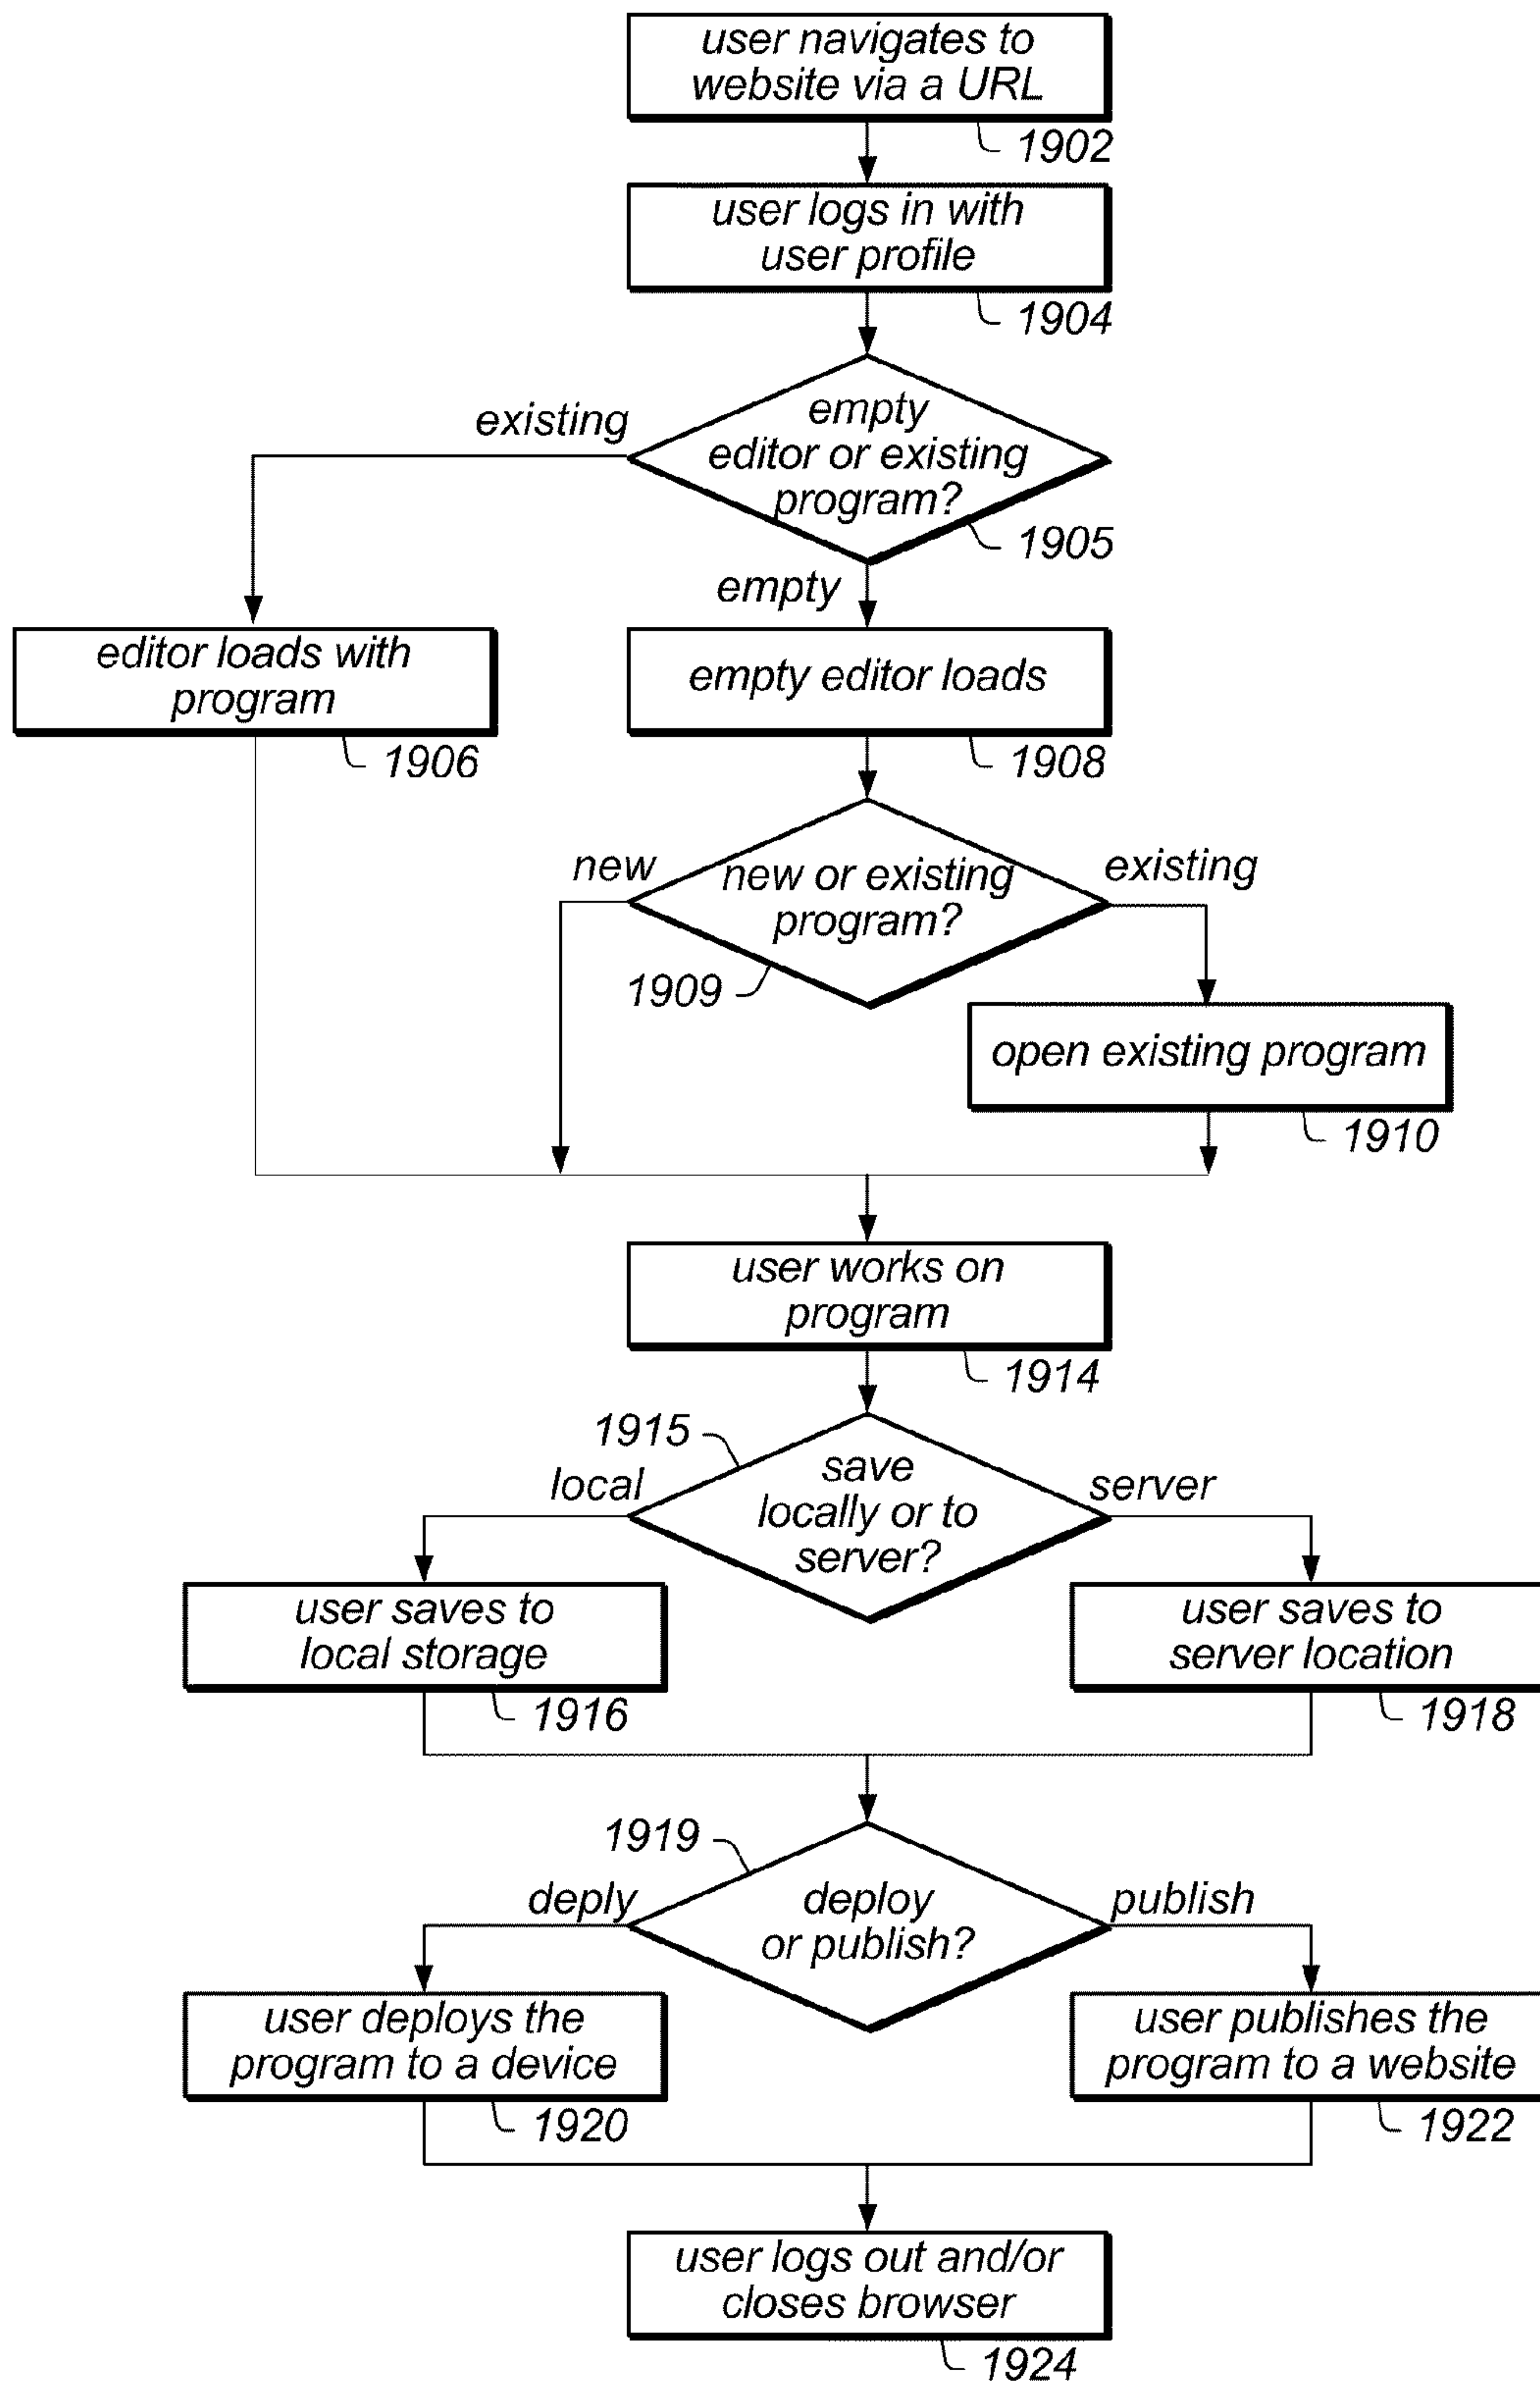 user navigates to
website via a URL
1902
user logs in with
user profile
1904
existing
empty
editor or existing
program?
1905
empty
editor loads with
program
1906
empty editor loads
1908
new
new or existing
program?
existing
1909
open existing program
1910
user works on
program
1914
1915
local
save
locally or to
server?
server
user saves to
local storage
1916
user saves to
server location
1918
1919
deply
deploy
or publish?
publish
user deploys the
program to a device
1920
user publishes the
program to a website
1922
user logs out and/or
closes browser
1924